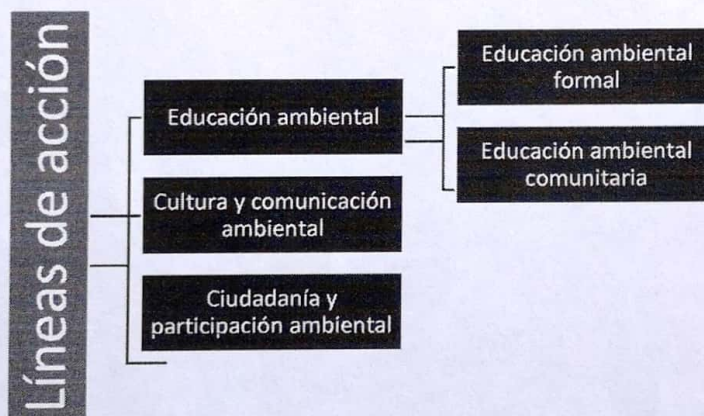 Líneas de acción
Educación ambiental
Educación ambiental
formal
Educación ambiental
comunitaria
Cultura y comunicación
ambiental
Ciudadanía y
participación ambiental